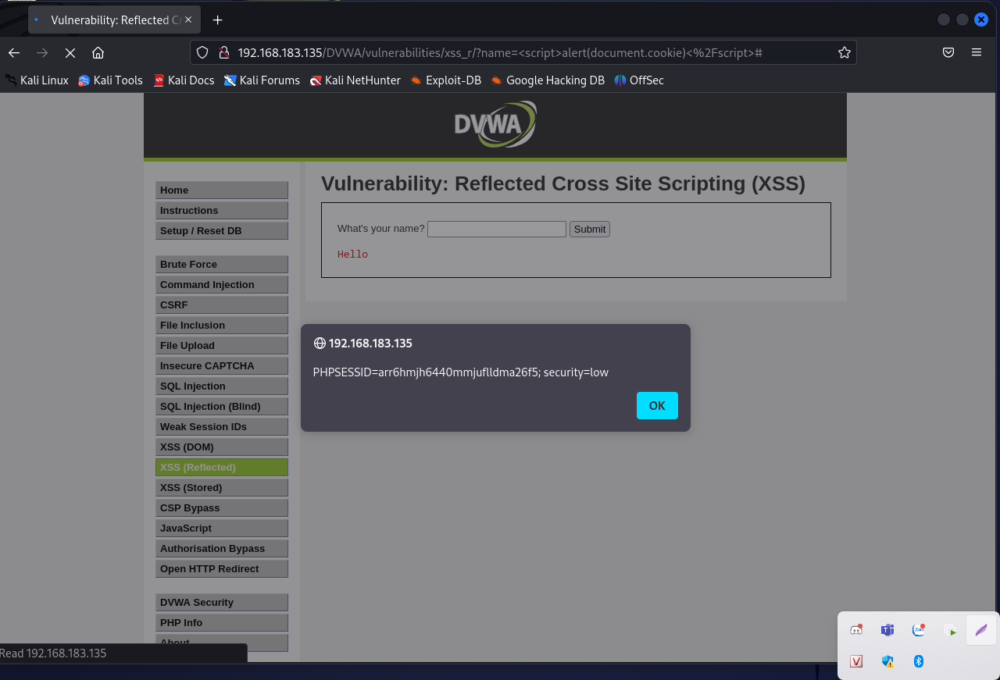 Vulnerability: Reflected Cr
192.168.183.135/DVWA/vulnerabilities/xss_r/?name=<script>alert(document.cookie)<%2Fscript>#
Kali Linux Kali Tools Kali Docs Kali Forums Kali NetHunter Exploit-DB Google Hacking DB OffSec
DVWA
Home
Instructions
Setup / Reset DB
Brute Force
Command Injection
CSRF
File Inclusion
File Upload
Insecure CAPTCHA
SQL Injection
SQL Injection (Blind)
Weak Session IDs
XSS (DOM)
XSS (Reflected)
XSS (Stored)
CSP Bypass
JavaScript
Authorisation Bypass
Open HTTP Redirect
DVWA Security
PHP Info
About
Vulnerability: Reflected Cross Site Scripting (XSS)
What's your name? Submit
Hello
192.168.183.135
PHPSESSID=arr6hmjh6440mmjuflldma26f5; security=low
OK
Read 192.168.183.135
Zalo